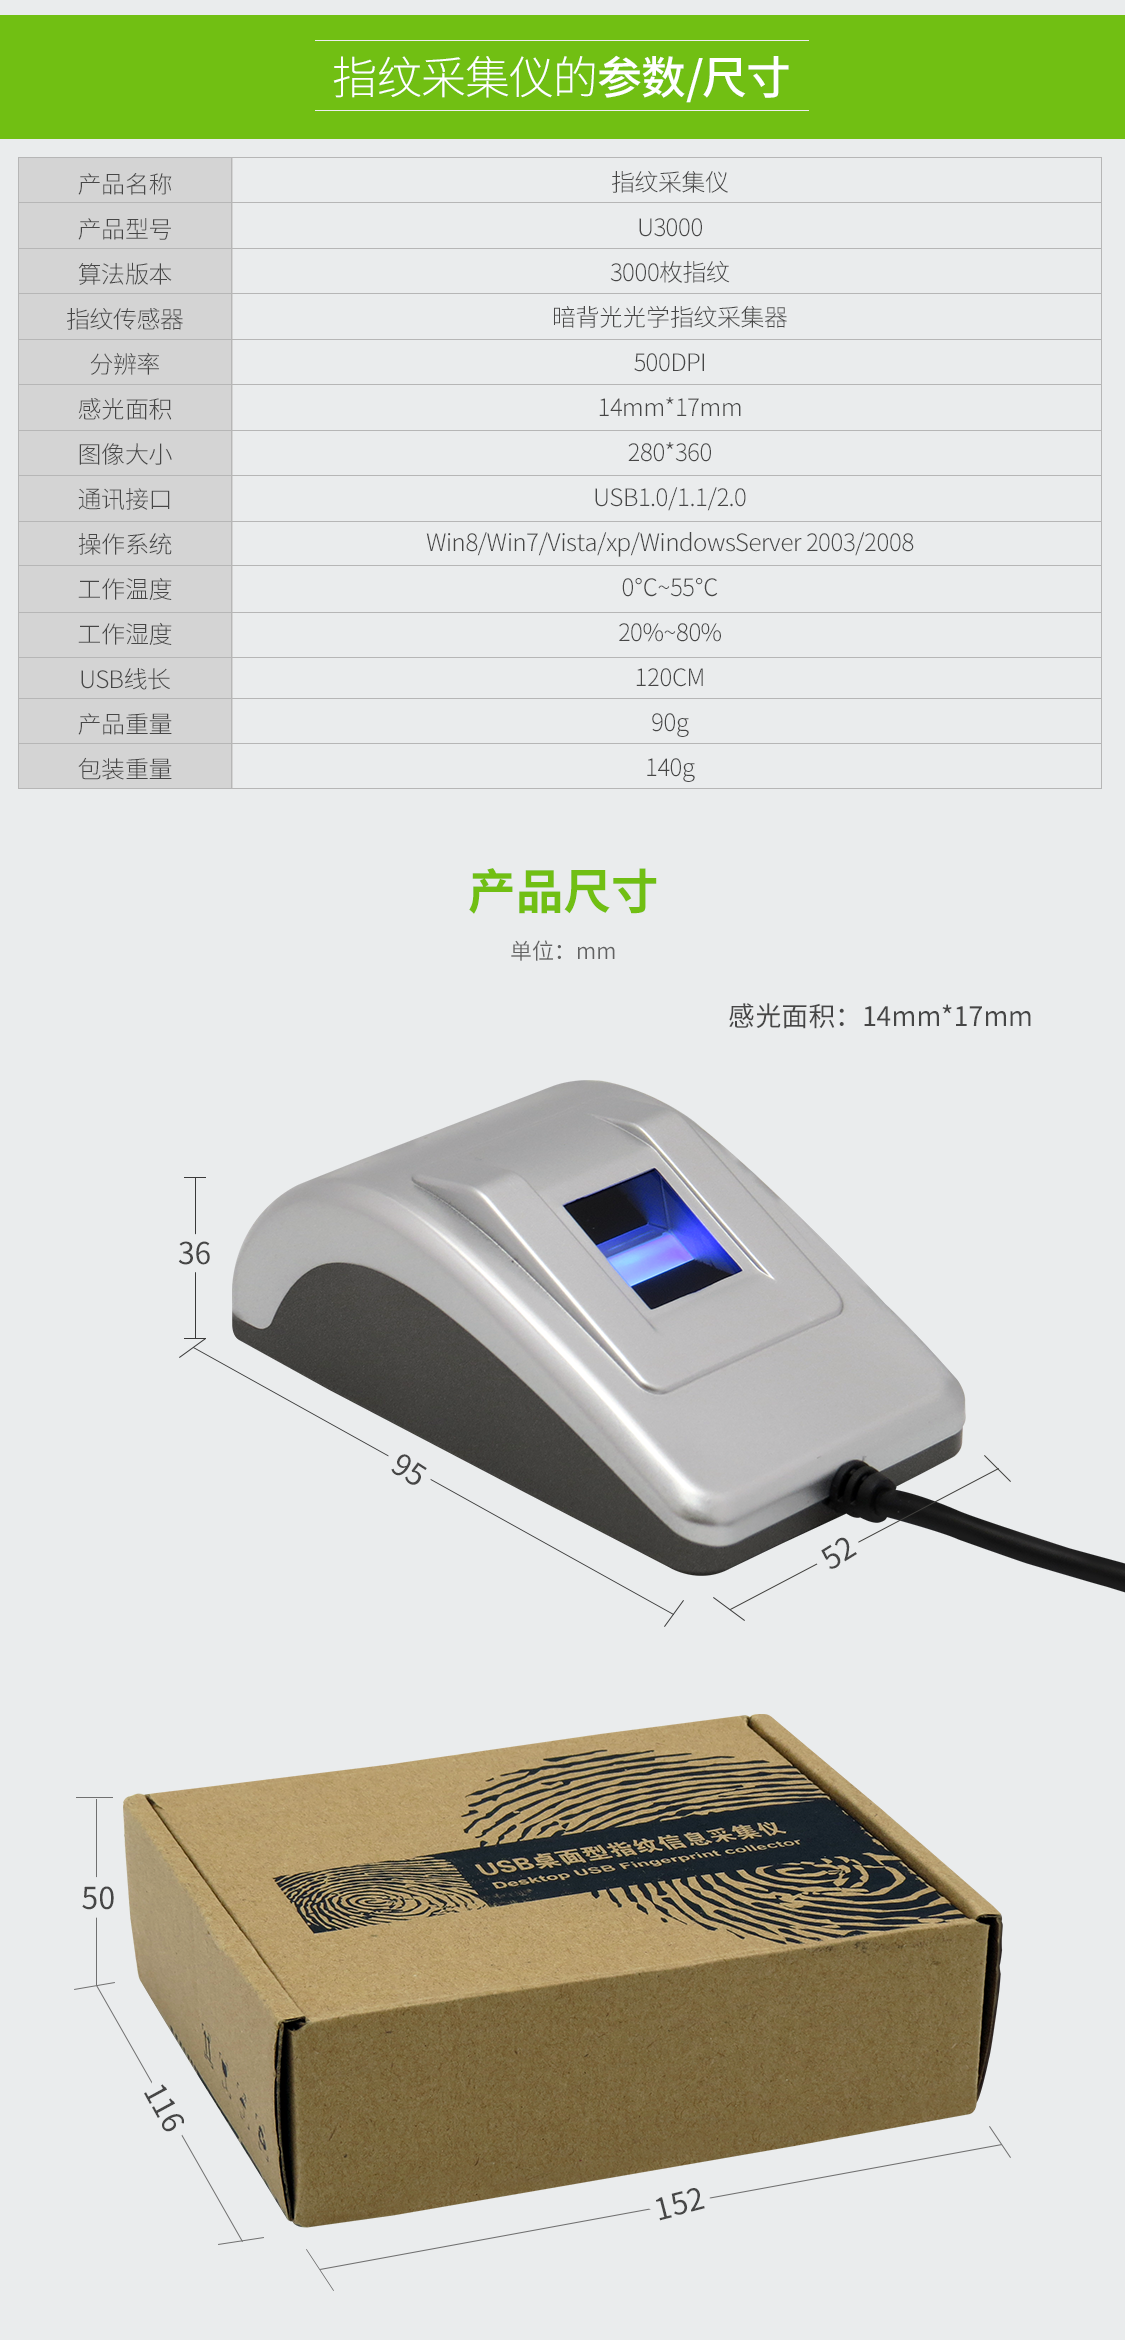 指纹采集仪的参数/尺寸
产品名称 指纹采集仪
产品型号 U3000
算法版本 3000枚指纹
指纹传感器 暗背光光学指纹采集器
分辨率 500DPI
感光面积 14mm*17mm
图像大小 280*360
通讯接口 USB1.0/1.1/2.0
操作系统 Win8/Win7/Vista/xp/WindowsServer 2003/2008
工作温度 0°C~55°C
工作湿度 20%~80%
USB线长 120CM
产品重量 90g
包装重量 140g
产品尺寸
单位：mm
感光面积：14mm*17mm
36
95
52
USB桌面型指纹信息采集仪
Desktop USB Fingerprint collector
50
116
152